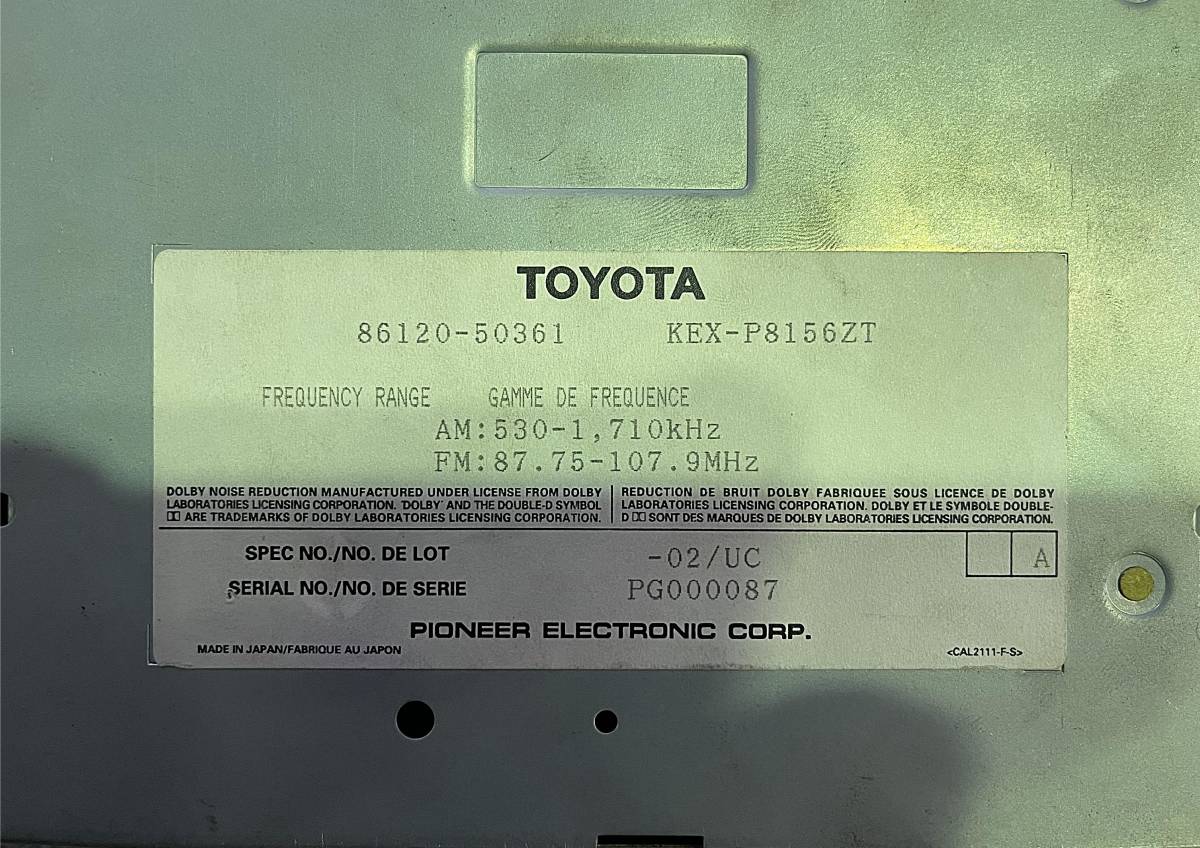 TOYOTA
86120-50361 KEX-P8156ZT
FREQUENCY RANGE GAMME DE FREQUENCE
AM:530-1,710kHz
FM:87.75-107.9MHz
DOLBY NOISE REDUCTION MANUFACTURED UNDER LICENSE FROM DOLBY
LABORATORIES LICENSING CORPORATION. 'DOLBY' AND THE DOUBLE-D SYMBOL
ARE TRADEMARKS OF DOLBY LABORATORIES LICENSING CORPORATION.
REDUCTION DE BRUIT DOLBY FABRIQUEE SOUS LICENCE DE DOLBY
LABORATORIES LICENSING CORPORATION. DOLBY ET LE SYMBOLE DOUBLE-
D SONT DES MARQUES DE DOLBY LABORATORIES LICENSING CORPORATION.
SPEC NO./NO. DE LOT -02/UC A
SERIAL NO./NO. DE SERIE PG000087
PIONEER ELECTRONIC CORP.
MADE IN JAPAN/FABRIQUE AU JAPON <CAL2111-F-S>